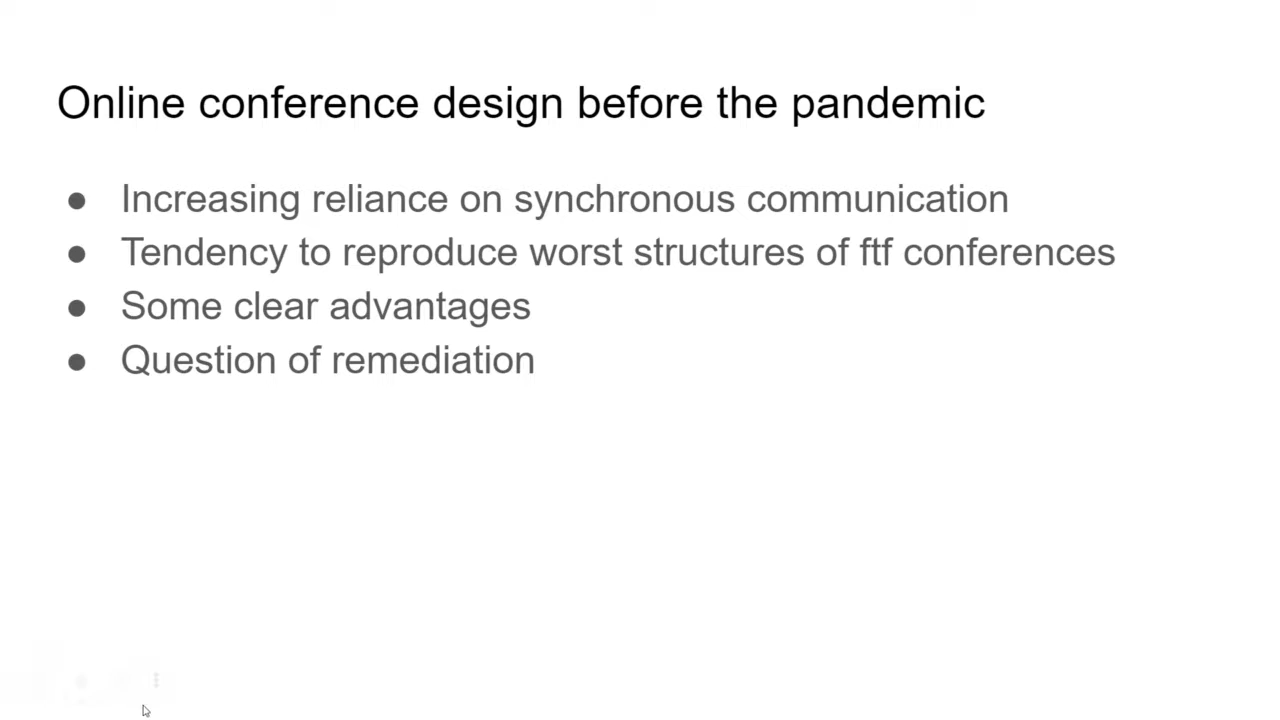 Online conference design before the pandemic
● Increasing reliance on synchronous communication
● Tendency to reproduce worst structures of ftf conferences
● Some clear advantages
● Question of remediation